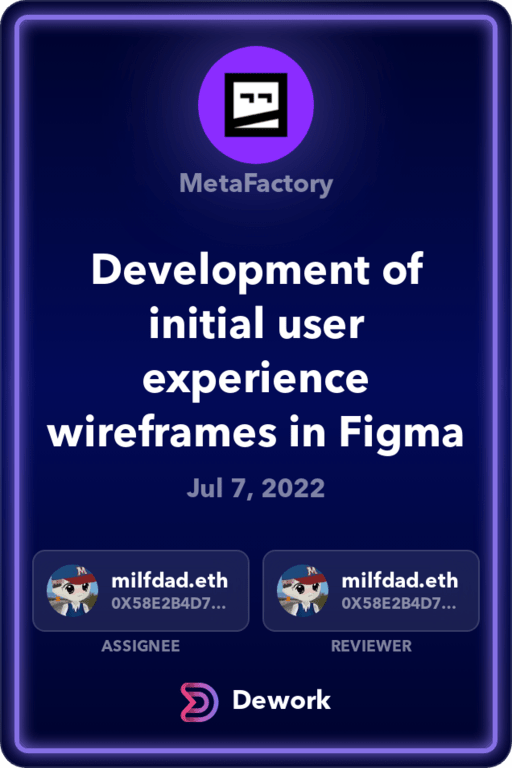 MetaFactory
Development of
initial user
experience
wireframes in Figma
Jul 7, 2022
milfdad.eth
0X58E2B4D7...
ASSIGNEE
milfdad.eth
0X58E2B4D7...
REVIEWER
Dework